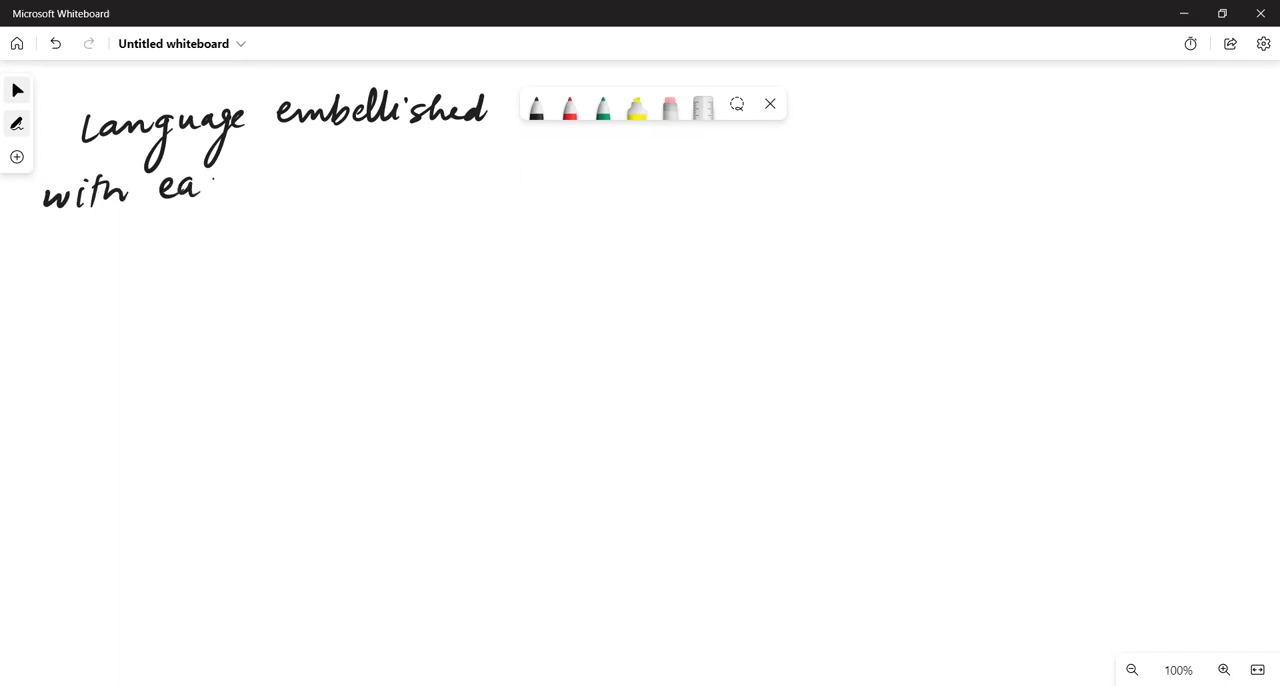 Microsoft Whiteboard
Untitled whiteboard
Language embellished
with ea
100%